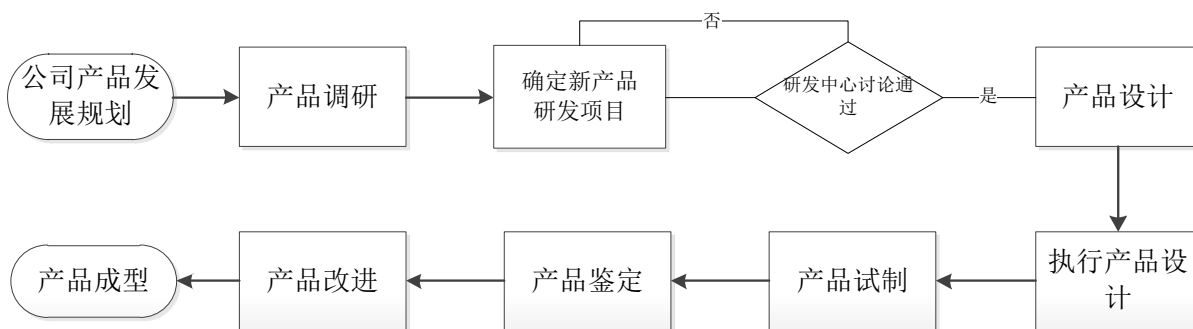 否
公司产品发
展规划
产品调研
确定新产品
研发项目
研发中心讨论通
过
是
产品设计
产品成型
产品改进
产品鉴定
产品试制
执行产品设
计